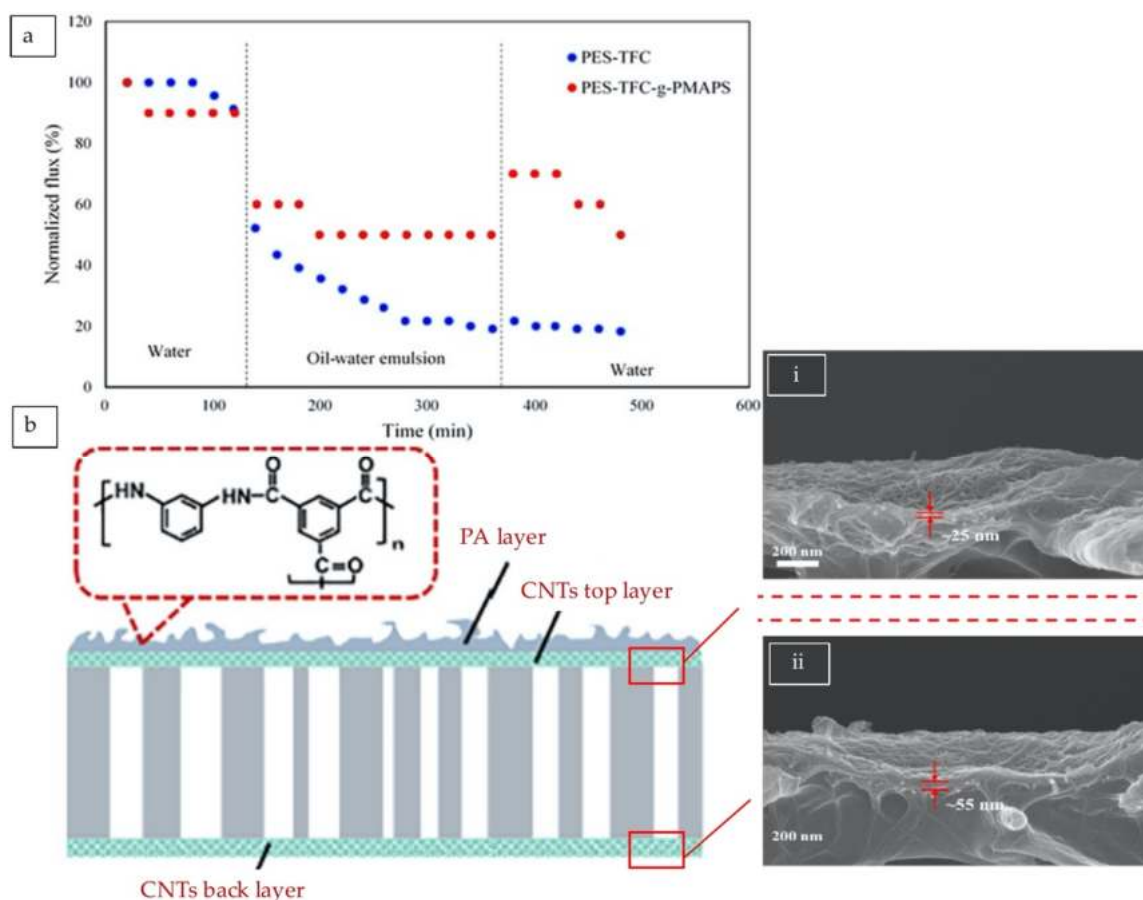 a
120
100
80
60
40
20
0
Normalized flux (%)
PES-TFC
PES-TFC-g-PMAPS
Water
Oil-water emulsion
Water
0
100
200
300
400
500
600
Time (min)
b
HN
HN
C
O
C
O
n
C=O
PA layer
CNTs top layer
CNTs back layer
i
~25 nm
200 nm
ii
~55 nm
200 nm